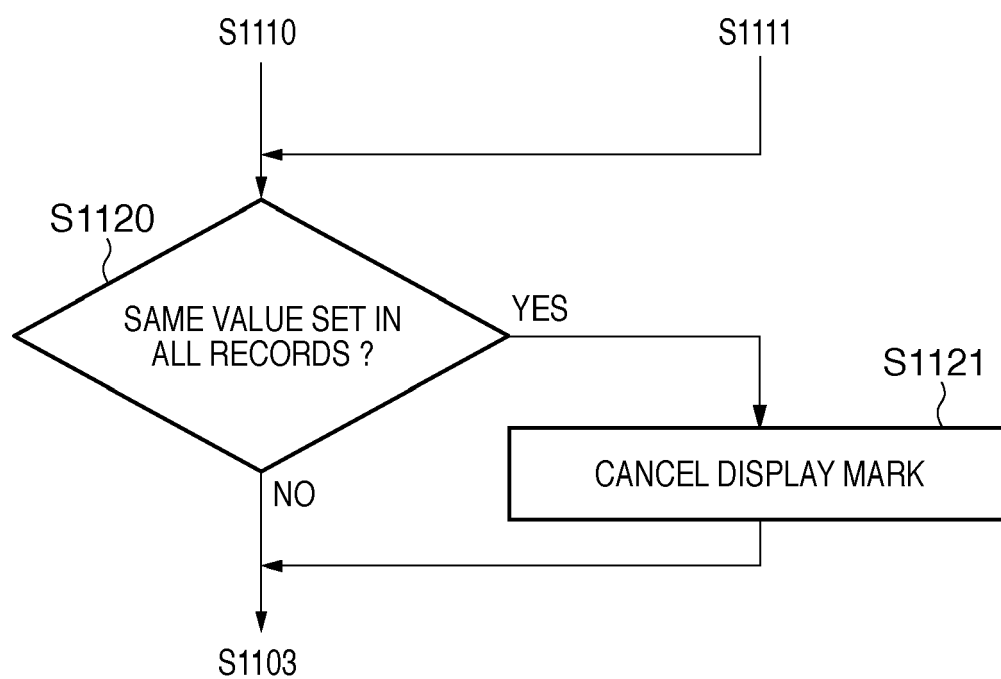 S1110
S1111
S1120
SAME VALUE SET IN
ALL RECORDS ?
YES
S1121
CANCEL DISPLAY MARK
NO
S1103